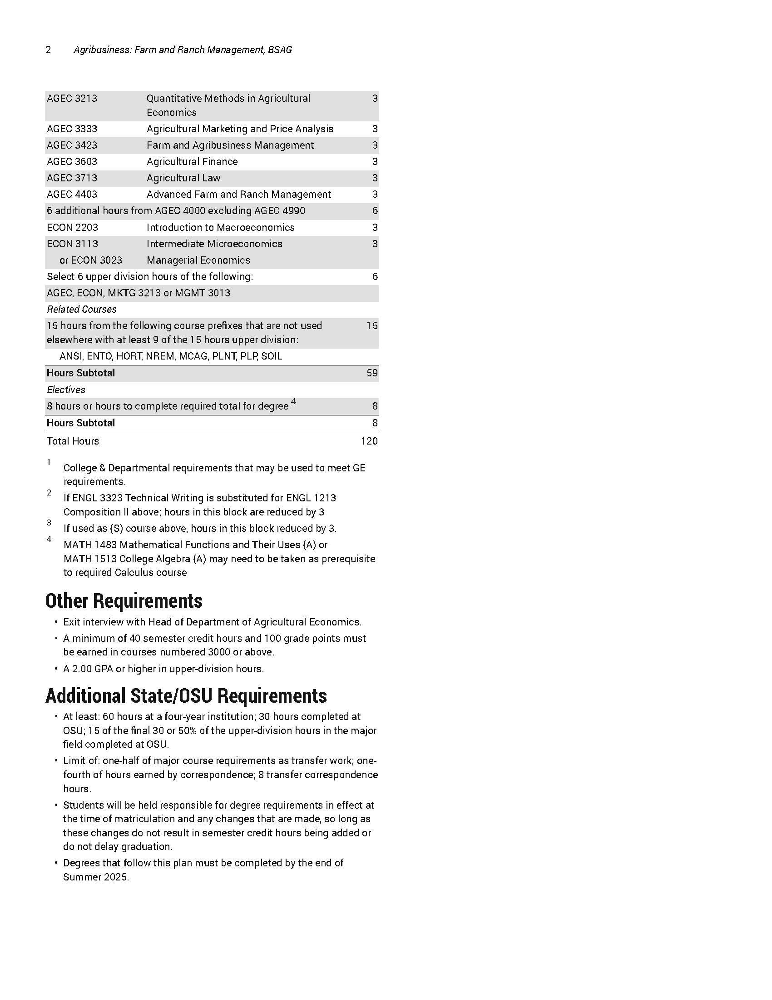 2 Agribusiness: Farm and Ranch Management, BSAG
AGEC 3213 Quantitative Methods in Agricultural 3
Economics
AGEC 3333 Agricultural Marketing and Price Analysis 3
AGEC 3423 Farm and Agribusiness Management 3
AGEC 3603 Agricultural Finance 3
AGEC 3713 Agricultural Law 3
AGEC 4403 Advanced Farm and Ranch Management 3
6 additional hours from AGEC 4000 excluding AGEC 4990 6
ECON 2203 Introduction to Macroeconomics 3
ECON 3113 Intermediate Microeconomics 3
or ECON 3023 Managerial Economics
Select 6 upper division hours of the following: 6
AGEC, ECON, MKTG 3213 or MGMT 3013
Related Courses
15 hours from the following course prefixes that are not used 15
elsewhere with at least 9 of the 15 hours upper division:
ANSI, ENTO, HORT, NREM, MCAG, PLNT, PLP, SOIL
Hours Subtotal 59
Electives
8 hours or hours to complete required total for degree 4 8
Hours Subtotal 8
Total Hours 120
1 College & Departmental requirements that may be used to meet GE
requirements.
2 If ENGL 3323 Technical Writing is substituted for ENGL 1213
Composition II above; hours in this block are reduced by 3
3 If used as (S) course above, hours in this block reduced by 3.
4 MATH 1483 Mathematical Functions and Their Uses (A) or
MATH 1513 College Algebra (A) may need to be taken as prerequisite
to required Calculus course
Other Requirements
• Exit interview with Head of Department of Agricultural Economics.
• A minimum of 40 semester credit hours and 100 grade points must
be earned in courses numbered 3000 or above.
• A 2.00 GPA or higher in upper-division hours.
Additional State/OSU Requirements
• At least: 60 hours at a four-year institution; 30 hours completed at
OSU; 15 of the final 30 or 50% of the upper-division hours in the major
field completed at OSU.
• Limit of: one-half of major course requirements as transfer work; one-
fourth of hours earned by correspondence; 8 transfer correspondence
hours.
• Students will be held responsible for degree requirements in effect at
the time of matriculation and any changes that are made, so long as
these changes do not result in semester credit hours being added or
do not delay graduation.
• Degrees that follow this plan must be completed by the end of
Summer 2025.